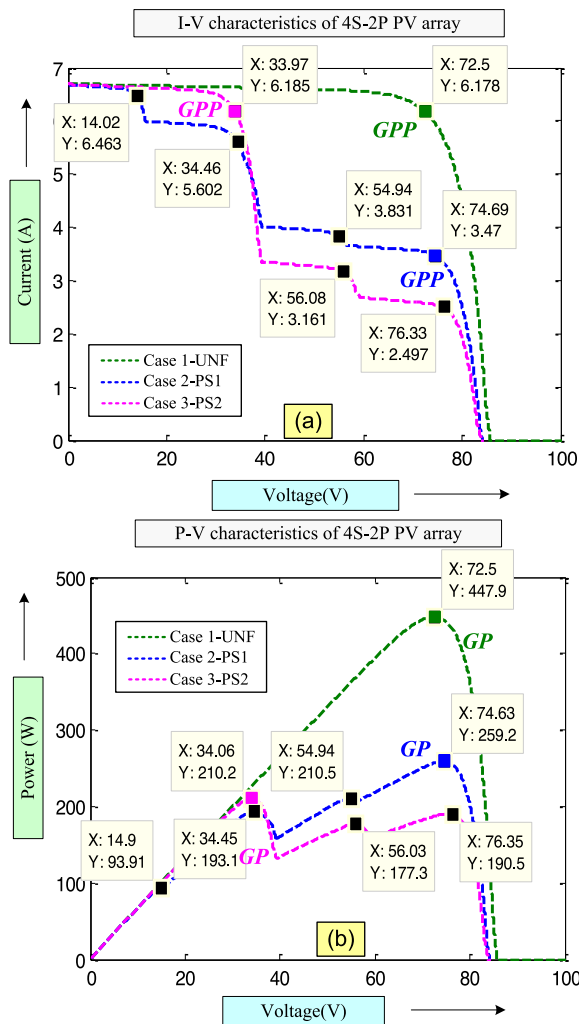 I-V characteristics of 4S-2P PV array
7
6
5
4
3
2
1
0
Current (A)
X: 33.97
Y: 6.185
X: 72.5
Y: 6.178
GPP
GPP
X: 14.02
Y: 6.463
X: 34.46
Y: 5.602
X: 54.94
Y: 3.831
X: 74.69
Y: 3.47
GPP
X: 56.08
Y: 3.161
X: 76.33
Y: 2.497
Case 1-UNF
Case 2-PS1
Case 3-PS2
(a)
0
20
40
60
80
100
Voltage(V)
P-V characteristics of 4S-2P PV array
500
400
300
200
100
0
Power (W)
X: 72.5
Y: 447.9
Case 1-UNF
Case 2-PS1
Case 3-PS2
GP
X: 34.06
Y: 210.2
X: 54.94
Y: 210.5
GP
X: 74.63
Y: 259.2
X: 14.9
Y: 93.91
X: 34.45
Y: 193.1
GP
X: 56.03
Y: 177.3
X: 76.35
Y: 190.5
(b)
0
20
40
60
80
100
Voltage(V)